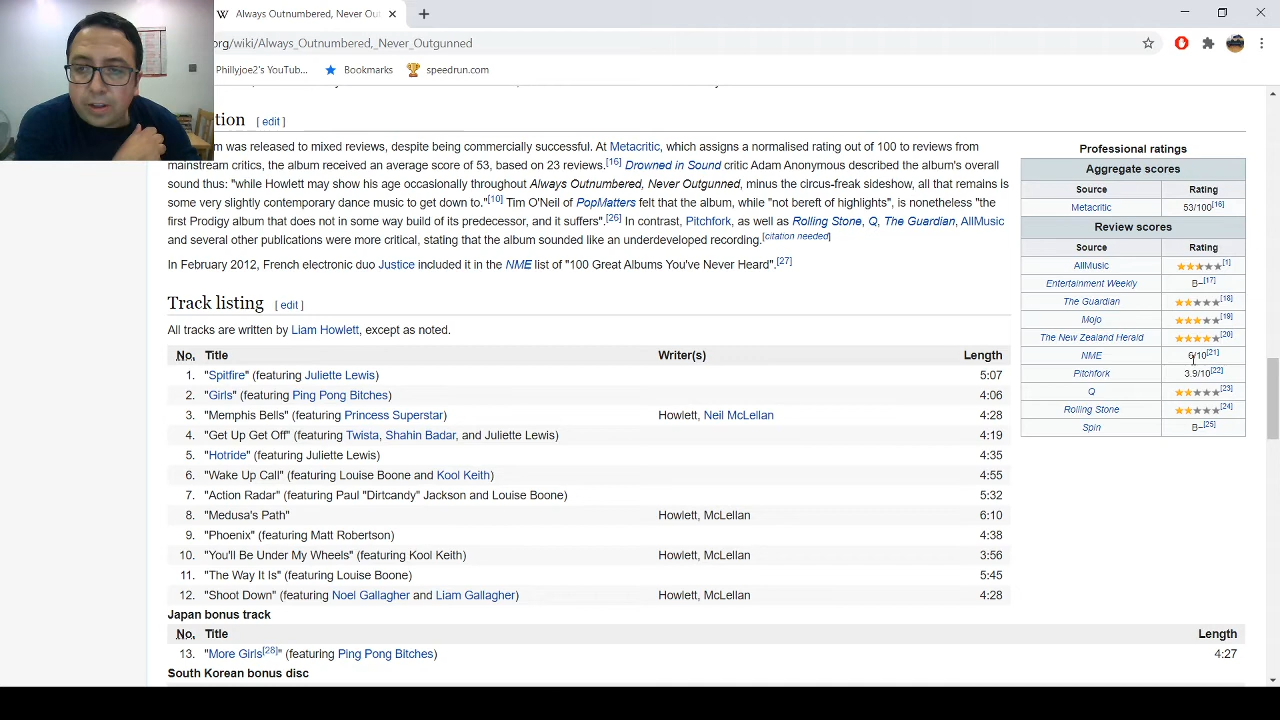 W Always Outnumbered, Never Ou
org/wiki/Always_Outnumbered,_Never_Outgunned
Phillyjoe2's YouTub... Bookmarks speedrun.com
tion [ edit ]
m was released to mixed reviews, despite being commercially successful. At Metacritic, which assigns a normalised rating out of 100 to reviews from
mainstream critics, the album received an average score of 53, based on 23 reviews.[16] Drowned in Sound critic Adam Anonymous described the album's overall
sound thus: "while Howlett may show his age occasionally throughout Always Outnumbered, Never Outgunned, minus the circus-freak sideshow, all that remains is
some very slightly contemporary dance music to get down to."[10] Tim O'Neil of PopMatters felt that the album, while "not bereft of highlights", is nonetheless "the
first Prodigy album that does not in some way build of its predecessor, and it suffers".[26] In contrast, Pitchfork, as well as Rolling Stone, Q, The Guardian, AllMusic
and several other publications were more critical, stating that the album sounded like an underdeveloped recording.[citation needed]
In February 2012, French electronic duo Justice included it in the NME list of "100 Great Albums You've Never Heard".[27]
Track listing [ edit ]
All tracks are written by Liam Howlett, except as noted.
No. Title Writer(s) Length
1. "Spitfire" (featuring Juliette Lewis) 5:07
2. "Girls" (featuring Ping Pong Bitches) 4:06
3. "Memphis Bells" (featuring Princess Superstar) Howlett, Neil McLellan 4:28
4. "Get Up Get Off" (featuring Twista, Shahin Badar, and Juliette Lewis) 4:19
5. "Hotride" (featuring Juliette Lewis) 4:35
6. "Wake Up Call" (featuring Louise Boone and Kool Keith) 4:55
7. "Action Radar" (featuring Paul "Dirtcandy" Jackson and Louise Boone) 5:32
8. "Medusa's Path" Howlett, McLellan 6:10
9. "Phoenix" (featuring Matt Robertson) 4:38
10. "You'll Be Under My Wheels" (featuring Kool Keith) Howlett, McLellan 3:56
11. "The Way It Is" (featuring Louise Boone) 5:45
12. "Shoot Down" (featuring Noel Gallagher and Liam Gallagher) Howlett, McLellan 4:28
Japan bonus track
No. Title Length
13. "More Girls[28]" (featuring Ping Pong Bitches) 4:27
South Korean bonus disc
Professional ratings
Aggregate scores
Source Rating
Metacritic 53/100[16]
Review scores
Source Rating
AllMusic [1]
Entertainment Weekly B−[17]
The Guardian [18]
Mojo [19]
The New Zealand Herald [20]
NME 6/10[21]
Pitchfork 3.9/10[22]
Q [23]
Rolling Stone [24]
Spin B−[25]